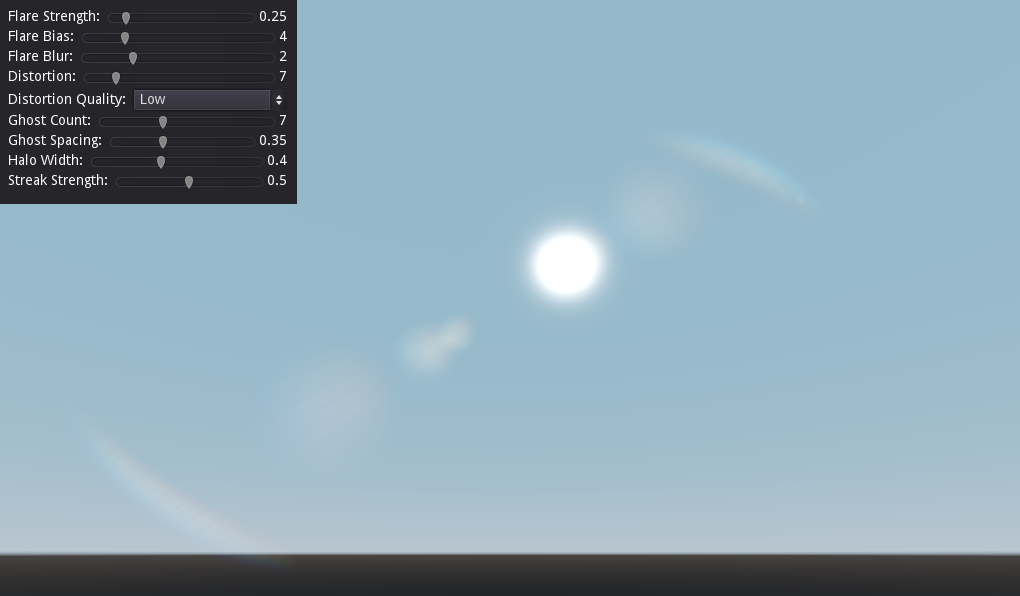 Flare Strength: 0.25
Flare Bias: 4
Flare Blur: 2
Distortion: 7
Distortion Quality: Low
Ghost Count: 7
Ghost Spacing: 0.35
Halo Width: 0.4
Streak Strength: 0.5